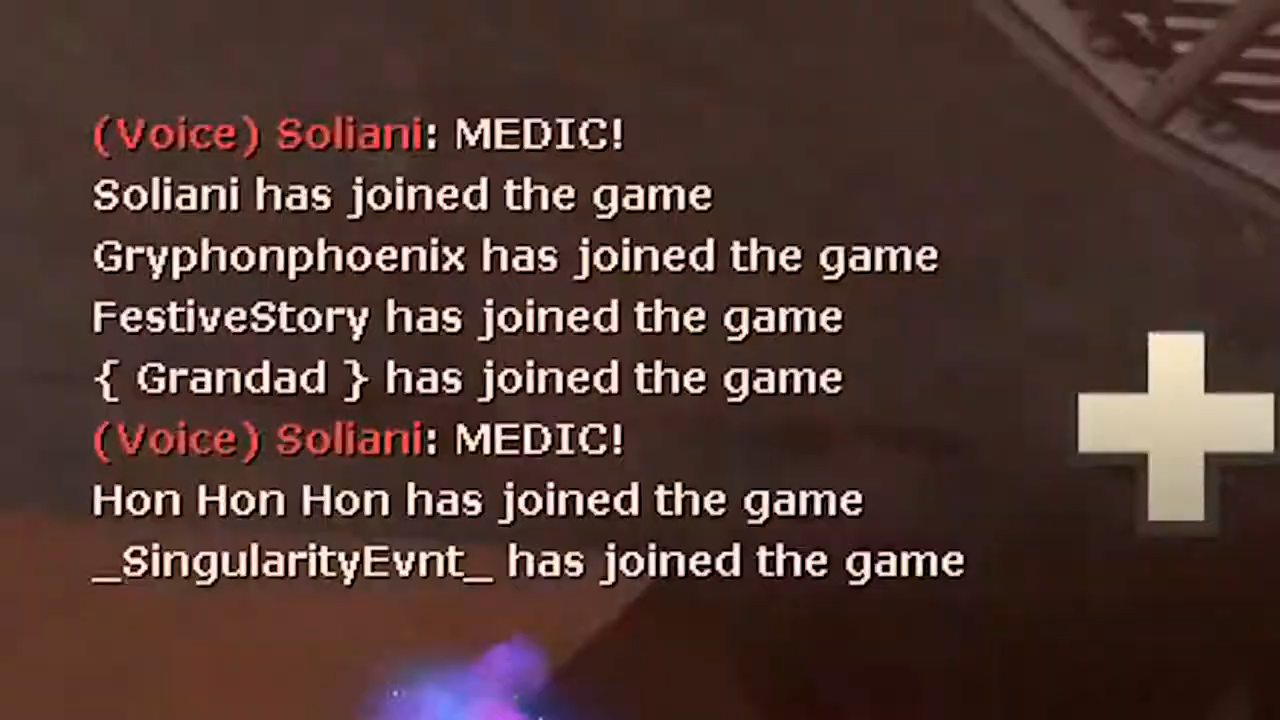 (Voice) Soliani: MEDIC!
Soliani has joined the game
Gryphonphoenix has joined the game
FestiveStory has joined the game
{ Grandad } has joined the game
(Voice) Soliani: MEDIC!
Hon Hon Hon has joined the game
_SingularityEvnt_ has joined the game